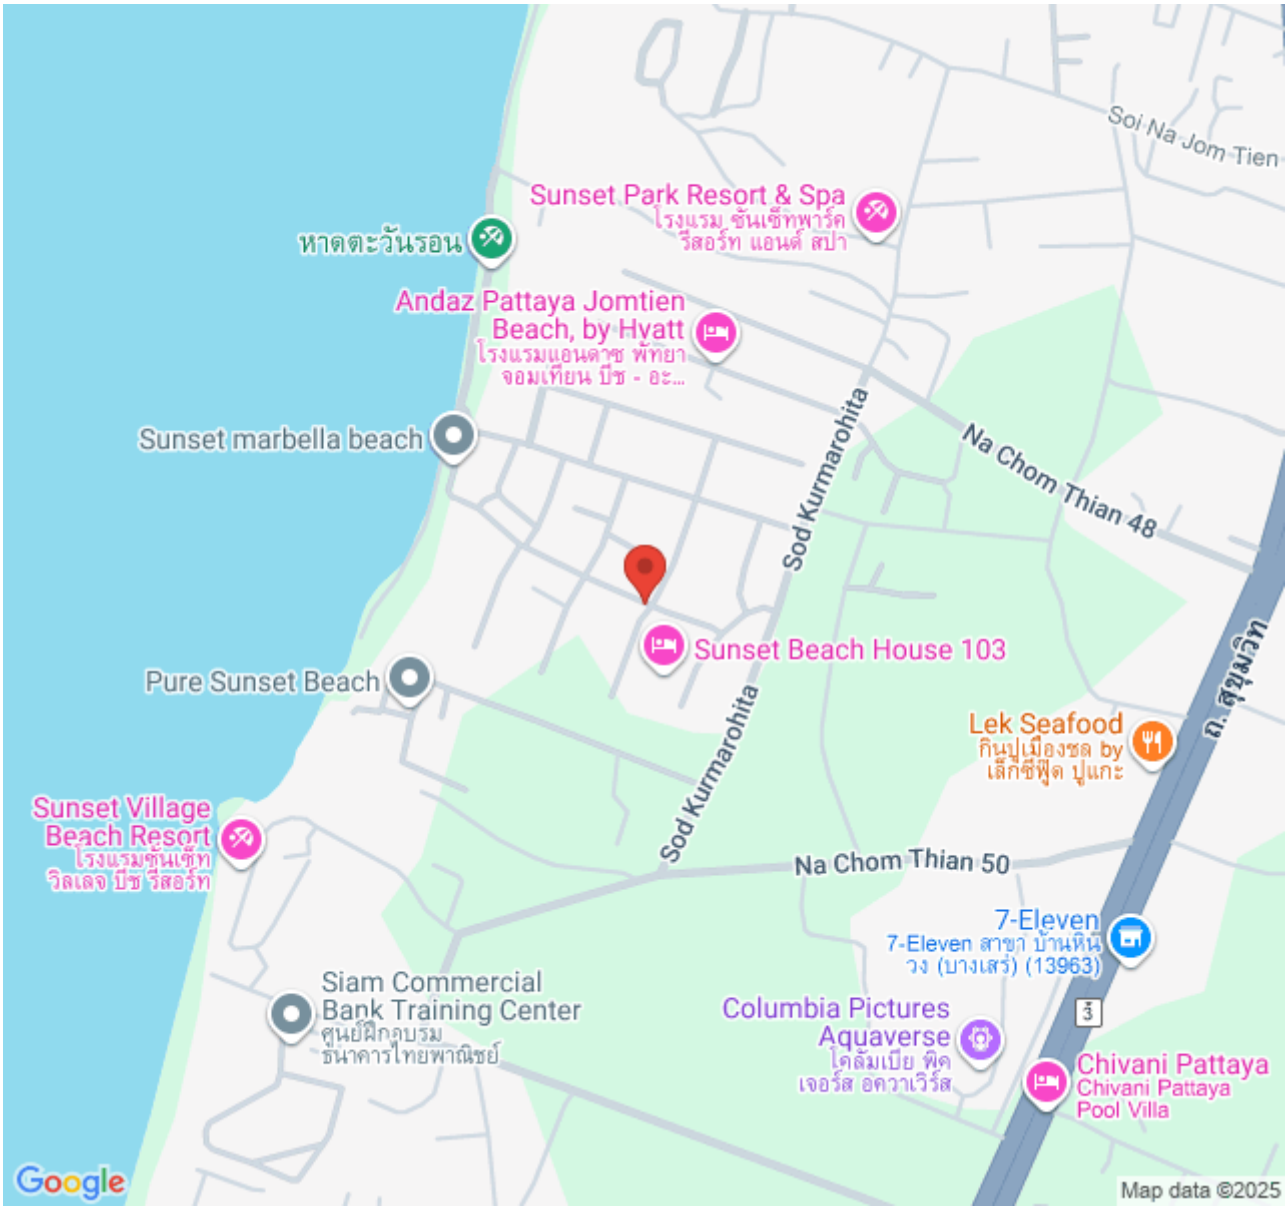 Soi Na Jom Tien
Sunset Park Resort & Spa
โรงแรม ซันเซ็ทพาร์ค
รีสอร์ท แอนด์ สปา
หาดตะวันรอน
Andaz Pattaya Jomtien
Beach, by Hyatt
โรงแรมแอนดาซ พัทยา
จอมเทียน บีช - อะ...
Sunset marbella beach
Sod Kurmarohita
Na Chom Thian 48
Sunset Beach House 103
Pure Sunset Beach
ถ. สุขุมวิท
Lek Seafood
กินปูเมืองชล by
เล็กซีฟู้ด ปูแกะ
Sod Kurmarohita
Sunset Village
Beach Resort
โรงแรมซันเซ็ท
วิลเลจ บีช รีสอร์ท
Na Chom Thian 50
7-Eleven
7-Eleven สาขา บ้านหิน
วง (บางเสร่) (13963)
Siam Commercial
Bank Training Center
ศูนย์ฝึกอบรม
ธนาคารไทยพาณิชย์
Columbia Pictures
Aquaverse
โคลัมเบีย พิค
เจอร์ส อควาเวิร์ส
3
Chivani Pattaya
Chivani Pattaya
Pool Villa
Google
Map data ©2025